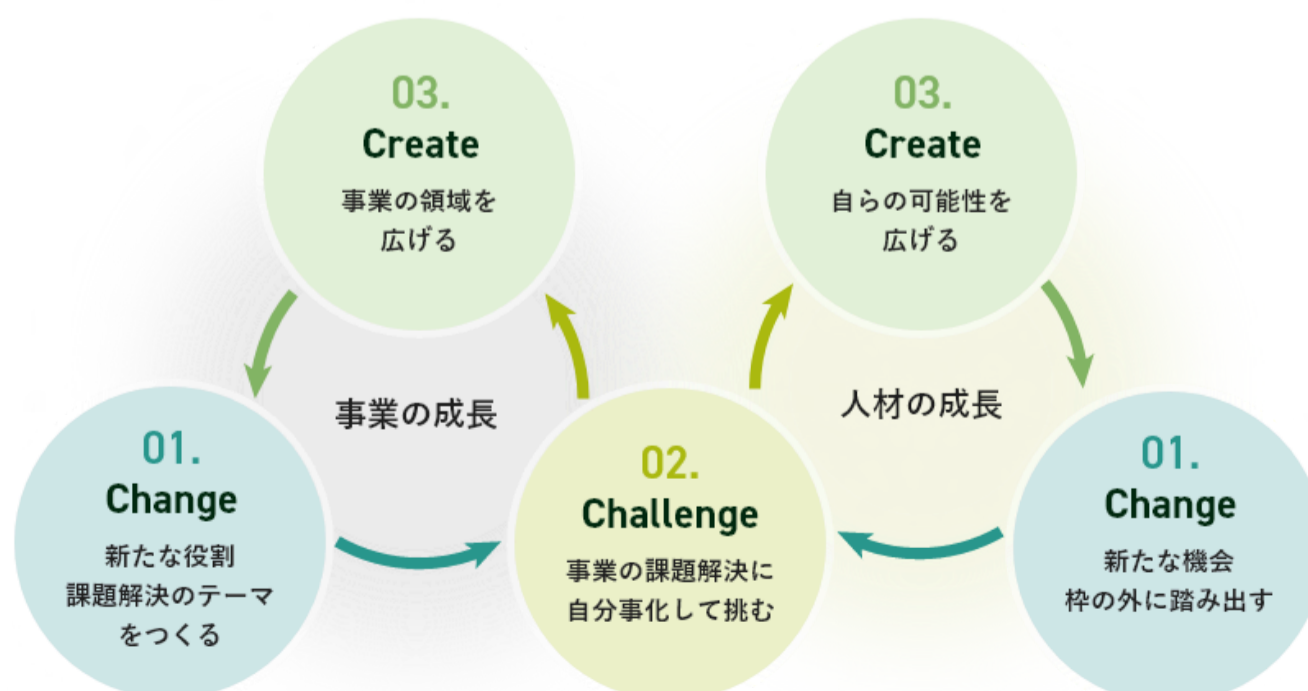 03.
Create
事業の領域を
広げる
03.
Create
自らの可能性を
広げる
事業の成長
人材の成長
01.
Change
新たな役割
課題解決のテーマ
をつくる
02.
Challenge
事業の課題解決に
自分事化して挑む
01.
Change
新たな機会
枠の外に踏み出す